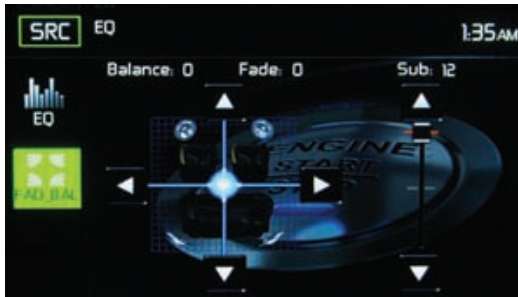 SRC EQ 1:35AM
Balance: 0 Fade: 0 Sub: 12
EQ
FAD_BAL
ENGINE
START